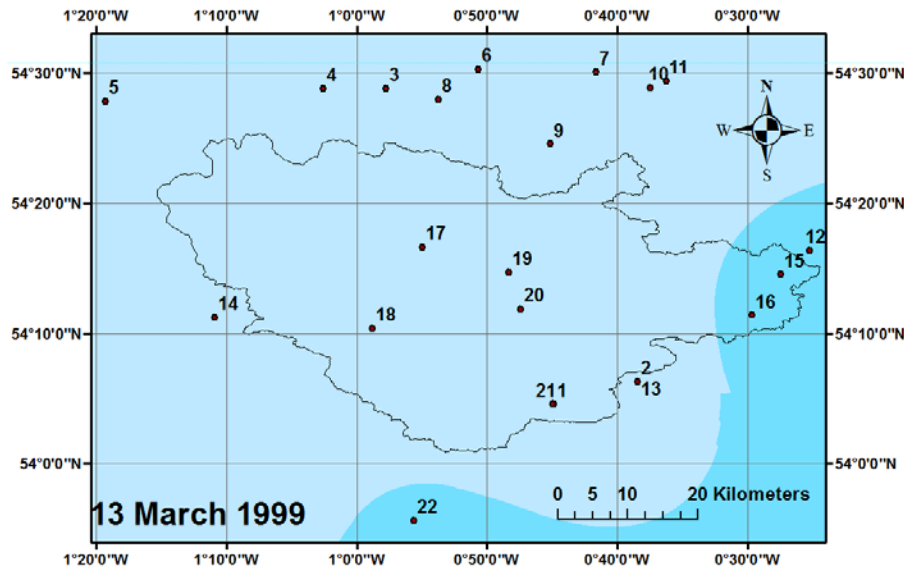 1°20'0"W 1°10'0"W 1°0'0"W 0°50'0"W 0°40'0"W 0°30'0"W
54°30'0"N 54°30'0"N
54°20'0"N 54°20'0"N
54°10'0"N 54°10'0"N
54°0'0"N 54°0'0"N
6
7
5
4
3
8
10
11
9
N
W E
S
17
19
12
15
14
18
20
16
2
13
211
22
0 5 10 20 Kilometers
13 March 1999
1°20'0"W 1°10'0"W 1°0'0"W 0°50'0"W 0°40'0"W 0°30'0"W